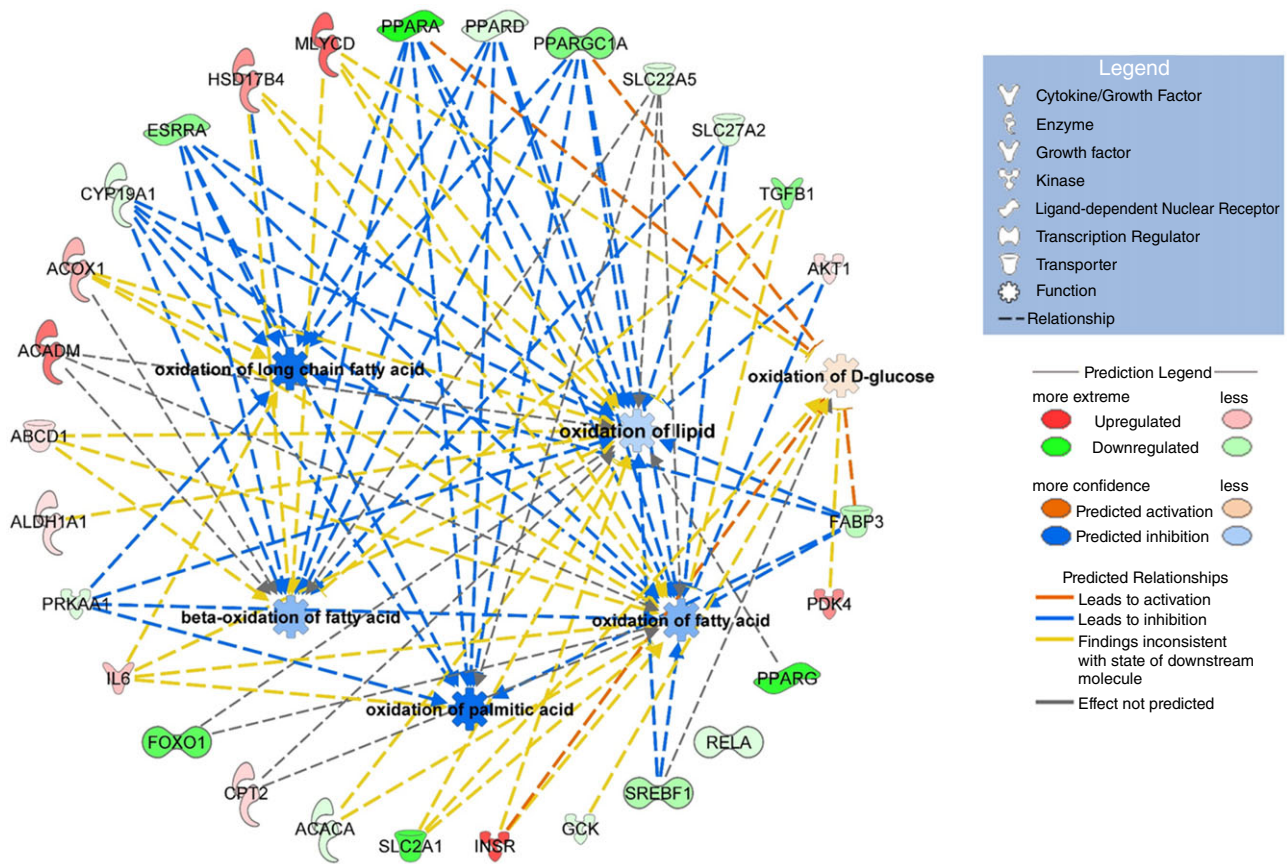 MLYCD
PPARA
PPARD
PPARGC1A
HSD17B4
SLC22A5
ESRRA
SLC27A2
CYP19A1
TGFB1
ACOX1
AKT1
ACADM
oxidation of long chain fatty acid
oxidation of D-glucose
ABCD1
oxidation of lipid
ALDH1A1
FABP3
PRKAA1
beta-oxidation of fatty acid
oxidation of fatty acid
PDK4
IL6
PPARG
oxidation of palmitic acid
FOXO1
RELA
CPT2
SREBF1
ACACA
SLC2A1
INSR
GCK
Legend
Cytokine/Growth Factor
Enzyme
Growth factor
Kinase
Ligand-dependent Nuclear Receptor
Transcription Regulator
Transporter
Function
Relationship
Prediction Legend
more extreme less
Upregulated
Downregulated
more confidence less
Predicted activation
Predicted inhibition
Predicted Relationships
Leads to activation
Leads to inhibition
Findings inconsistent
with state of downstream
molecule
Effect not predicted